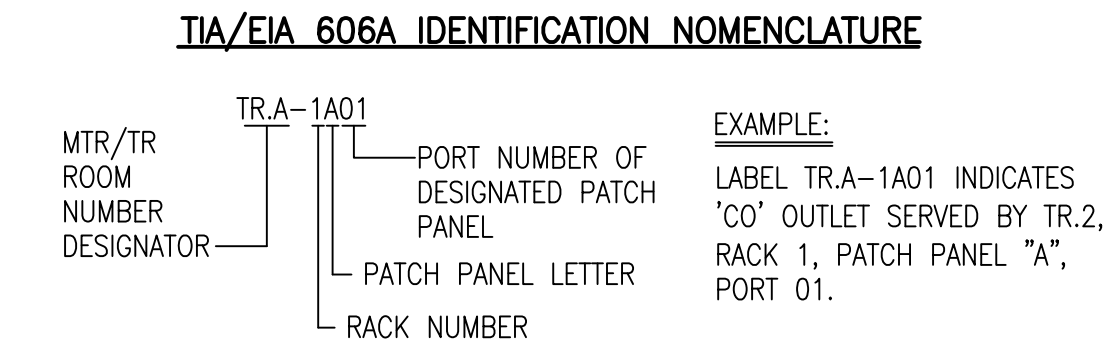 TIA/EIA 606A IDENTIFICATION NOMENCLATURE
TR.A-1A01
MTR/TR
ROOM
NUMBER
DESIGNATOR
PORT NUMBER OF
DESIGNATED PATCH
PANEL
PATCH PANEL LETTER
RACK NUMBER
EXAMPLE:
LABEL TR.A-1A01 INDICATES
'CO' OUTLET SERVED BY TR.2,
RACK 1, PATCH PANEL "A",
PORT 01.